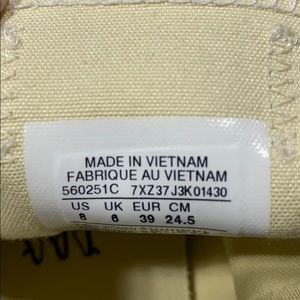 MADE IN VIETNAM
FABRIQUE AU VIETNAM
560251C 7XZ37J3K01430
US UK EUR CM
8 6 39 24.5